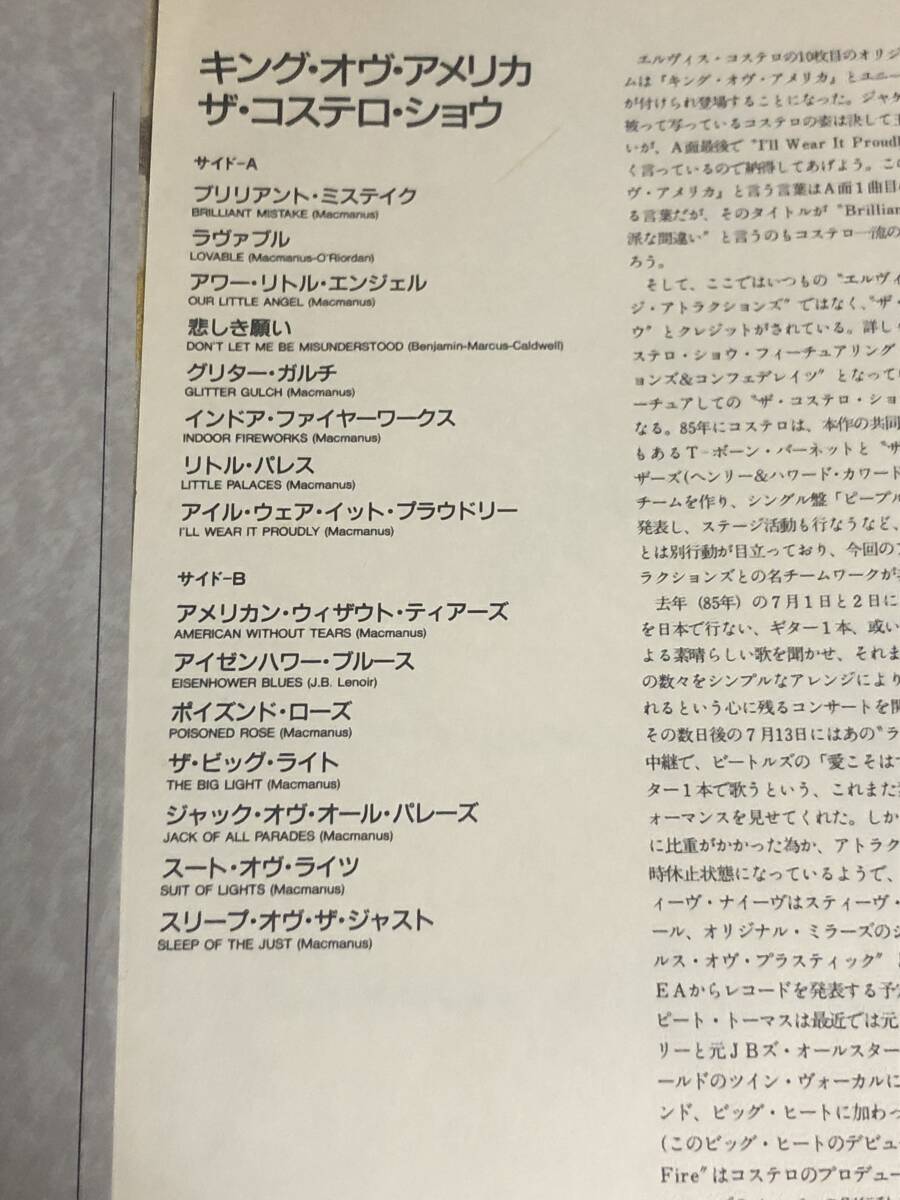 キング・オヴ・アメリカ
ザ・コステロ・ショウ
サイド-A
ブリリアント・ミステイク
BRILLIANT MISTAKE (Macmanus)
ラヴァブル
LOVABLE (Macmanus-O'Riordan)
アワー・リトル・エンジェル
OUR LITTLE ANGEL (Macmanus)
悲しき願い
DON'T LET ME BE MISUNDERSTOOD (Benjamin-Marcus-Caldwell)
グリター・ガルチ
GLITTER GULCH (Macmanus)
インドア・ファイヤーワークス
INDOOR FIREWORKS (Macmanus)
リトル・パレス
LITTLE PALACES (Macmanus)
アイル・ウェア・イット・プラウドリー
I'LL WEAR IT PROUDLY (Macmanus)
サイド-B
アメリカン・ウィザウト・ティアーズ
AMERICAN WITHOUT TEARS (Macmanus)
アイゼンハワー・ブルース
EISENHOWER BLUES (J.B. Lenoir)
ポイズンド・ローズ
POISONED ROSE (Macmanus)
ザ・ビッグ・ライト
THE BIG LIGHT (Macmanus)
ジャック・オヴ・オール・パレーズ
JACK OF ALL PARADES (Macmanus)
スート・オヴ・ライツ
SUIT OF LIGHTS (Macmanus)
スリープ・オヴ・ザ・ジャスト
SLEEP OF THE JUST (Macmanus)
エルヴィス・コステロの10枚目のオリジ
ムは『キング・オヴ・アメリカ』とユニー
が付けられ登場することになった。ジャケ
被って写っているコステロの姿は決して王
いが、A面最後で〝I'll Wear It Proudl
く言っているので納得してあげよう。この
ヴ・アメリカ』と言う言葉はA面1曲目の
る言葉だが、そのタイトルが〝Brillian
派な間違い〟と言うのもコステロ一流の
ろう。
そして、ここではいつもの〝エルヴィ
ジ・アトラクションズ〟ではなく、〝ザ・
ウ〟とクレジットがされている。詳しく
ステロ・ショウ・フィーチュアリング・
ョンズ&コンフェデレイツ〟となってい
ーチュアしての〝ザ・コステロ・ショ
なる。85年にコステロは、本作の共同
もあるT-ボーン・バーネットと〝ザ
ザーズ(ヘンリー&ハワード・カワード
チームを作り、シングル盤「ピープル
発表し、ステージ活動も行なうなど、
とは別行動が目立っており、今回のア
ラクションズとの名チームワークが
去年(85年)の7月1日と2日に
を日本で行ない、ギター1本、或い
よる素晴らしい歌を聞かせ、それま
の数々をシンプルなアレンジにより
れるという心に残るコンサートを開
その数日後の7月13日にはあの〝ラ
中継で、ビートルズの「愛こそは
ター1本で歌うという、これまた
ォーマンスを見せてくれた。しか
に比重がかかった為か、アトラク
時休止状態になっているようで、
ィーヴ・ナイーヴはスティーヴ・
ール、オリジナル・ミラーズのジ
ルス・オヴ・プラスティック〟
EAからレコードを発表する予定
ピート・トーマスは最近では元
リーと元JBズ・オールスター
ールドのツイン・ヴォーカルに
ンド、ビッグ・ヒートに加わっ
(このビッグ・ヒートのデビュー
Fire〟はコステロのプロデュー